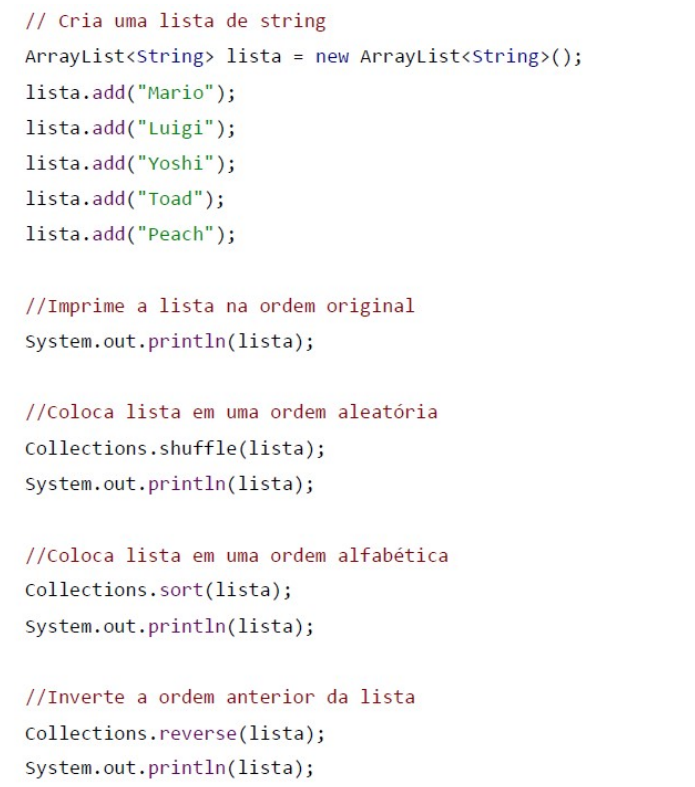 // Cria uma lista de string
ArrayList<String> lista = new ArrayList<String>();
lista.add("Mario");
lista.add("Luigi");
lista.add("Yoshi");
lista.add("Toad");
lista.add("Peach");
//Imprime a lista na ordem original
System.out.println(lista);
//Coloca lista em uma ordem aleatória
Collections.shuffle(lista);
System.out.println(lista);
//Coloca lista em uma ordem alfabética
Collections.sort(lista);
System.out.println(lista);
//Inverte a ordem anterior da lista
Collections.reverse(lista);
System.out.println(lista);